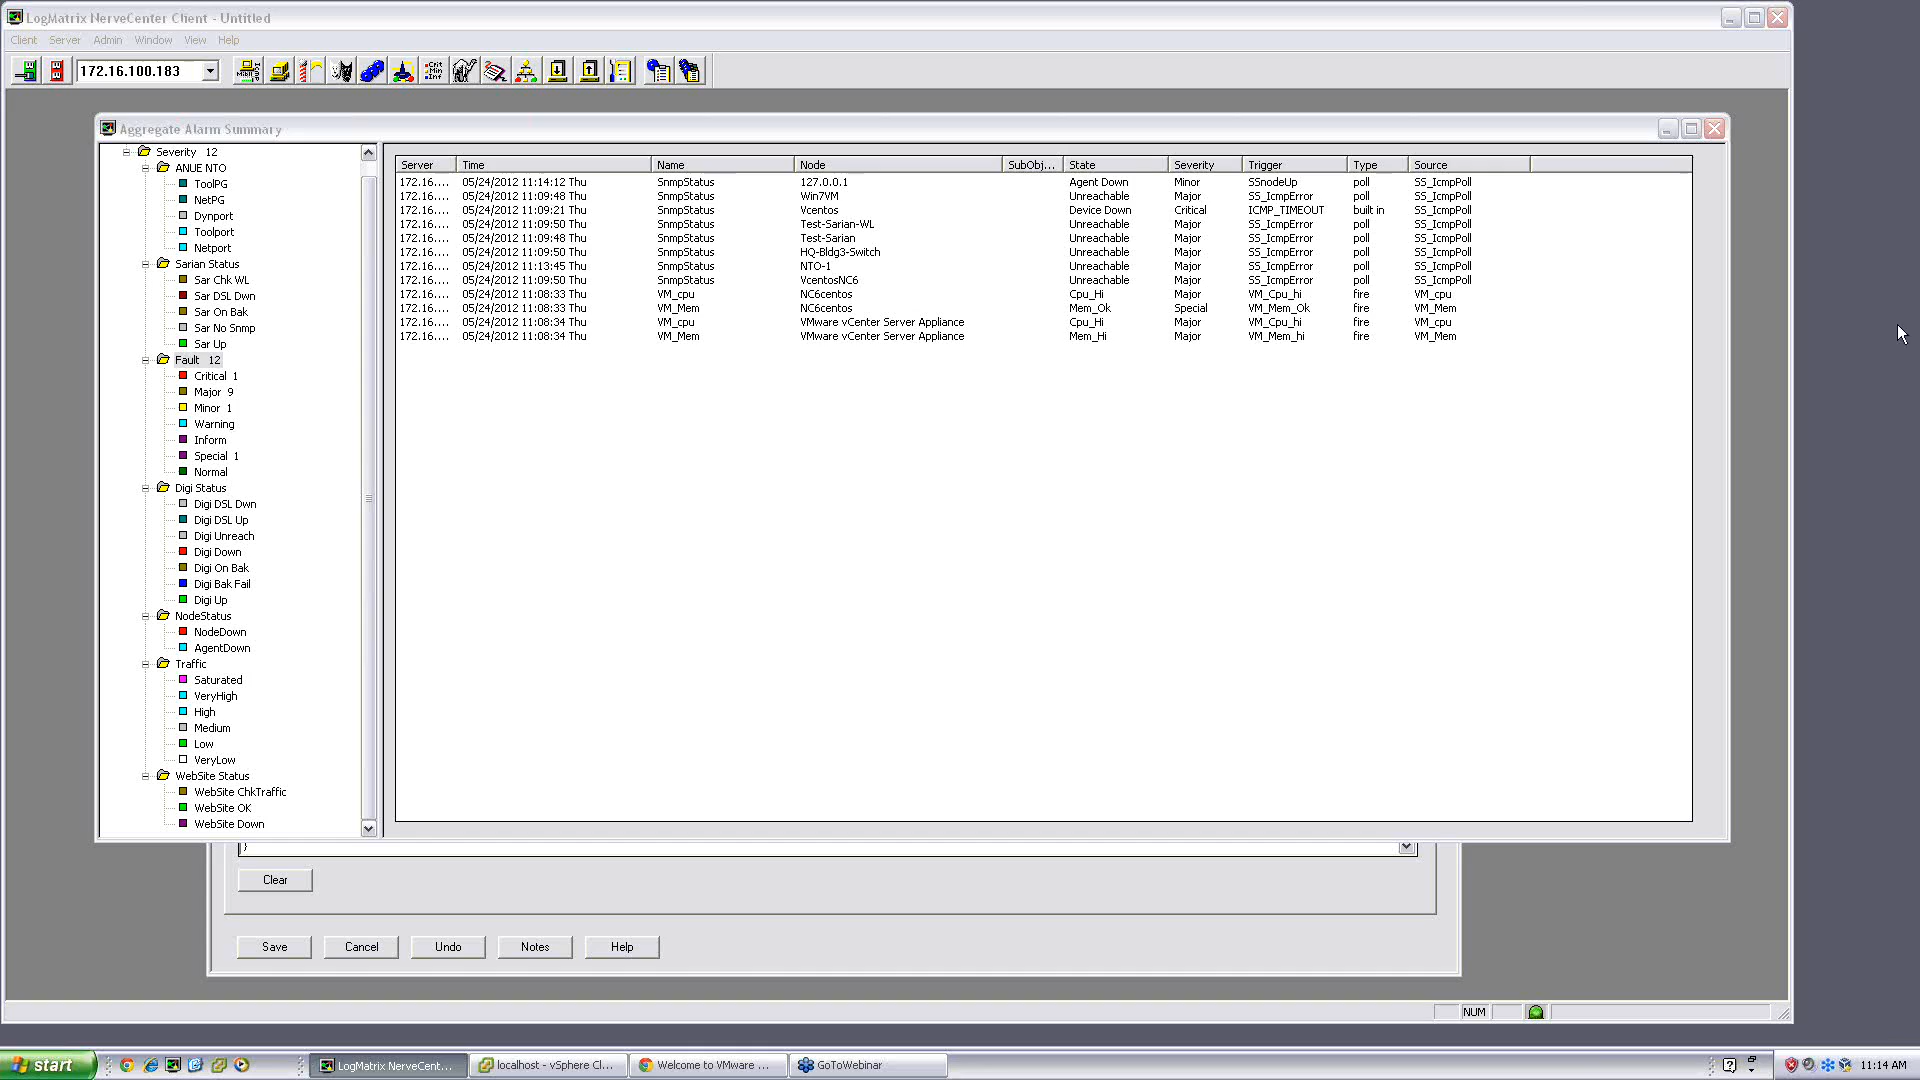 LogMatrix NerveCenter Client - Untitled
Client Server Admin Window View Help
172.16.100.183
Crit
Min
Inf
Aggregate Alarm Summary
Severity 12
ANUE NTO
ToolPG
NetPG
Dynport
Toolport
Netport
Sarian Status
Sar Chk WL
Sar DSL Dwn
Sar On Bak
Sar No Snmp
Sar Up
Fault 12
Critical 1
Major 9
Minor 1
Warning
Inform
Special 1
Normal
Digi Status
Digi DSL Dwn
Digi DSL Up
Digi Unreach
Digi Down
Digi On Bak
Digi Bak Fail
Digi Up
NodeStatus
NodeDown
AgentDown
Traffic
Saturated
VeryHigh
High
Medium
Low
VeryLow
WebSite Status
WebSite ChkTraffic
WebSite OK
WebSite Down
Server Time Name Node SubObj... State Severity Trigger Type Source
172.16.... 05/24/2012 11:14:12 Thu SnmpStatus 127.0.0.1 Agent Down Minor SSnodeUp poll SS_IcmpPoll
172.16.... 05/24/2012 11:09:48 Thu SnmpStatus Win7VM Unreachable Major SS_IcmpError poll SS_IcmpPoll
172.16.... 05/24/2012 11:09:21 Thu SnmpStatus Vcentos Device Down Critical ICMP_TIMEOUT built in SS_IcmpPoll
172.16.... 05/24/2012 11:09:50 Thu SnmpStatus Test-Sarian-WL Unreachable Major SS_IcmpError poll SS_IcmpPoll
172.16.... 05/24/2012 11:09:48 Thu SnmpStatus Test-Sarian Unreachable Major SS_IcmpError poll SS_IcmpPoll
172.16.... 05/24/2012 11:09:50 Thu SnmpStatus HQ-Bldg3-Switch Unreachable Major SS_IcmpError poll SS_IcmpPoll
172.16.... 05/24/2012 11:13:45 Thu SnmpStatus NTO-1 Unreachable Major SS_IcmpError poll SS_IcmpPoll
172.16.... 05/24/2012 11:09:50 Thu SnmpStatus VcentosNC6 Unreachable Major SS_IcmpError poll SS_IcmpPoll
172.16.... 05/24/2012 11:08:33 Thu VM_cpu NC6centos Cpu_Hi Major VM_Cpu_hi fire VM_cpu
172.16.... 05/24/2012 11:08:33 Thu VM_Mem NC6centos Mem_Ok Special VM_Mem_Ok fire VM_Mem
172.16.... 05/24/2012 11:08:34 Thu VM_cpu VMware vCenter Server Appliance Cpu_Hi Major VM_Cpu_hi fire VM_cpu
172.16.... 05/24/2012 11:08:34 Thu VM_Mem VMware vCenter Server Appliance Mem_Hi Major VM_Mem_hi fire VM_Mem
}
Clear
Save Cancel Undo Notes Help
NUM
start LogMatrix NerveCent... localhost - vSphere Cl... Welcome to VMware ... GoToWebinar 11:14 AM